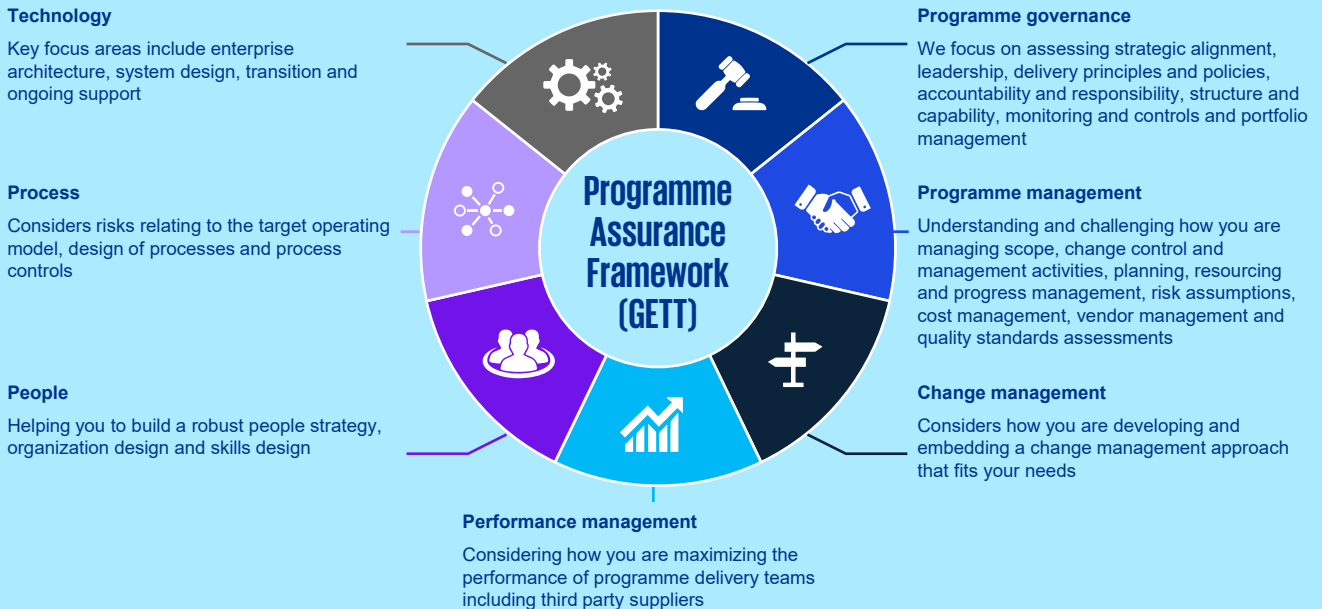 Technology
Key focus areas include enterprise
architecture, system design, transition and
ongoing support
Process
Considers risks relating to the target operating
model, design of processes and process
controls
People
Helping you to build a robust people strategy,
organization design and skills design
Programme
Assurance
Framework
(GETT)
Performance management
Considering how you are maximizing the
performance of programme delivery teams
including third party suppliers
Programme governance
We focus on assessing strategic alignment,
leadership, delivery principles and policies,
accountability and responsibility, structure and
capability, monitoring and controls and portfolio
management
Programme management
Understanding and challenging how you are
managing scope, change control and
management activities, planning, resourcing
and progress management, risk assumptions,
cost management, vendor management and
quality standards assessments
Change management
Considers how you are developing and
embedding a change management approach
that fits your needs